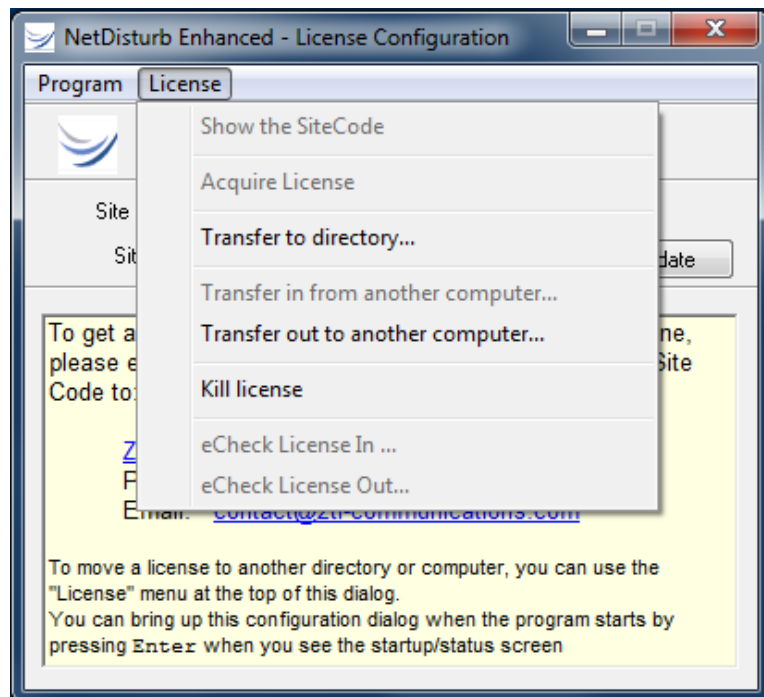 NetDisturb Enhanced - License Configuration
Program License
Show the SiteCode
Acquire License
Site
Transfer to directory...
Sit
date
Transfer in from another computer...
To get a
ne,
Transfer out to another computer...
please e
Site
Code to:
Kill license
eCheck License In ...
Z
P
eCheck License Out...
Email: contact@zti-communications.com
To move a license to another directory or computer, you can use the
"License" menu at the top of this dialog.
You can bring up this configuration dialog when the program starts by
pressing Enter when you see the startup/status screen